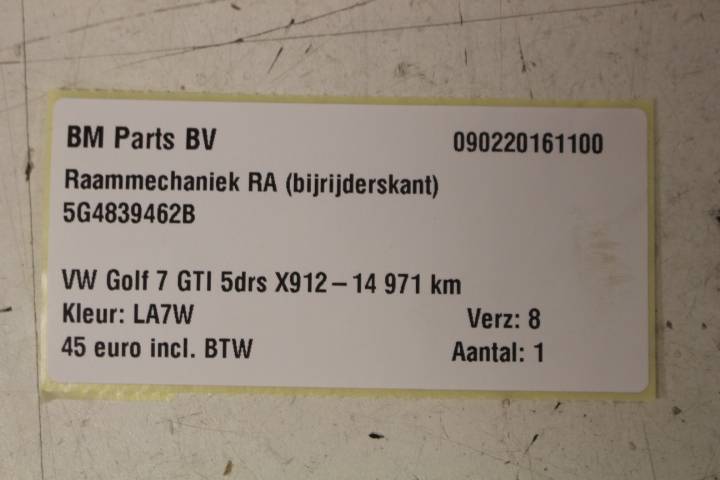 BM Parts BV 090220161100
Raammechaniek RA (bijrijderskant)
5G4839462B
VW Golf 7 GTI 5drs X912 – 14 971 km
Kleur: LA7W Verz: 8
45 euro incl. BTW Aantal: 1